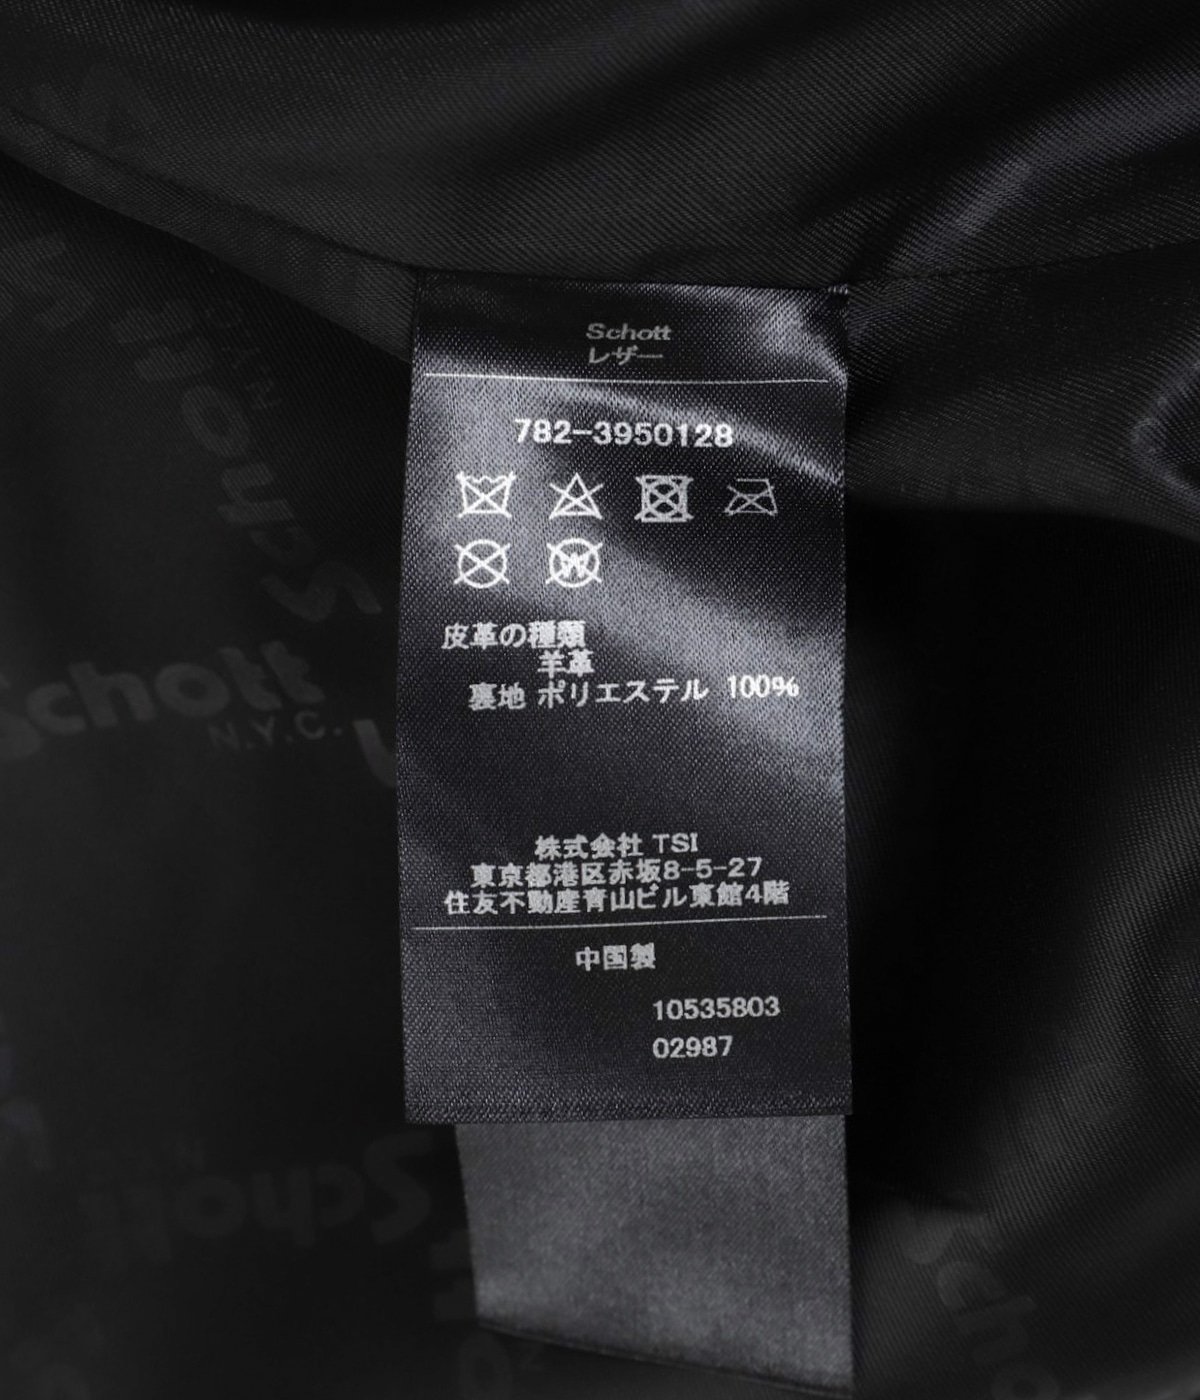 Schott
レザー
782-3950128
W
皮革の種類
羊革
裏地 ポリエステル 100%
株式会社 TSI
東京都港区赤坂8-5-27
住友不動産青山ビル東館4階
中国製
10535803
02987
Schott
N.Y.C.
Schott
Schott